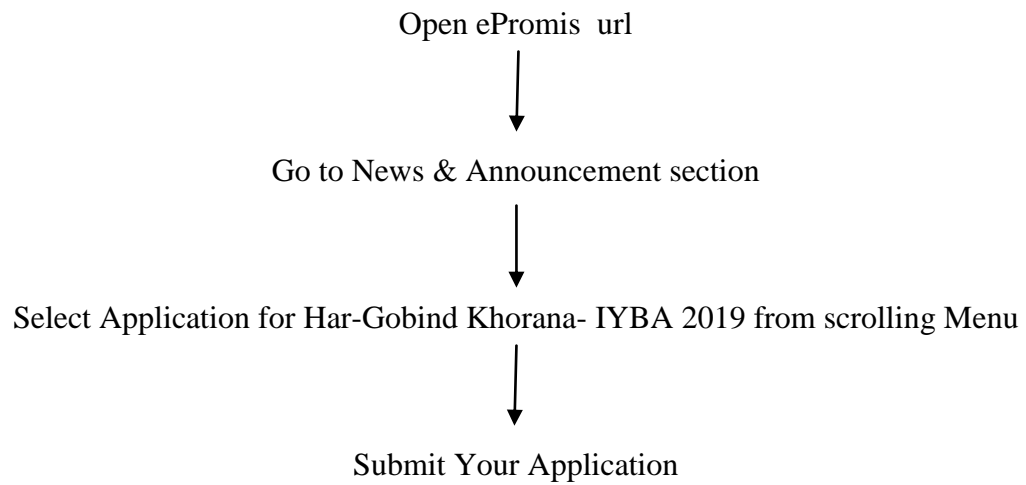 Open ePromis url
Go to News & Announcement section
Select Application for Har-Gobind Khorana- IYBA 2019 from scrolling Menu
Submit Your Application